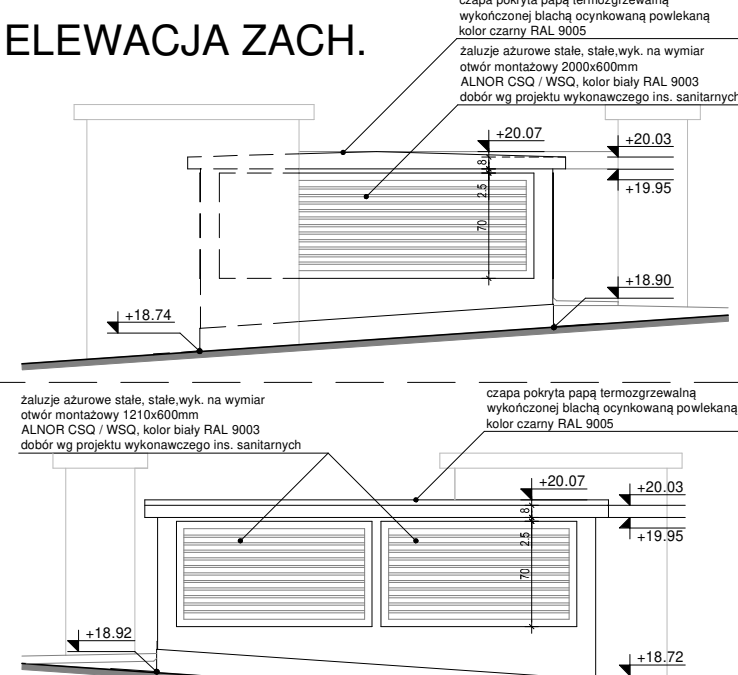 czapa pokryta papą termozgrzewalną
wykończonej blachą ocynkowaną powlekaną
kolor czarny RAL 9005
ELEWACJA ZACH.
żaluzje ażurowe stałe, stałe,wyk. na wymiar
otwór montażowy 2000x600mm
ALNOR CSQ / WSQ, kolor biały RAL 9003
dobór wg projektu wykonawczego ins. sanitarnych
+20.07
+20.03
8
+19.95
2.5
70
+18.90
+18.74
żaluzje ażurowe stałe, stałe,wyk. na wymiar
otwór montażowy 1210x600mm
ALNOR CSQ / WSQ, kolor biały RAL 9003
dobór wg projektu wykonawczego ins. sanitarnych
czapa pokryta papą termozgrzewalną
wykończonej blachą ocynkowaną powlekaną
kolor czarny RAL 9005
+20.07
+20.03
8
+19.95
2.5
70
+18.92
+18.72